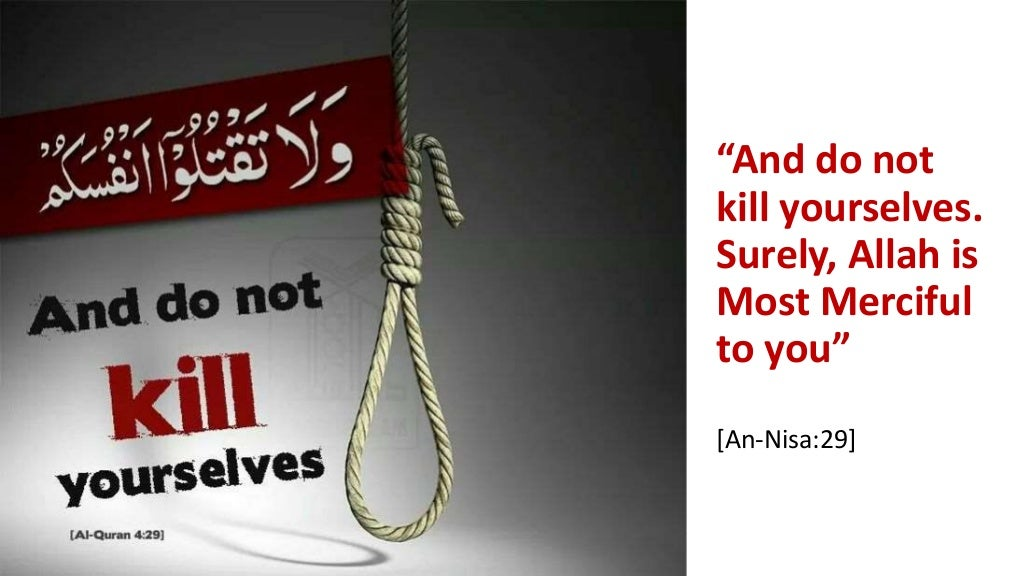 وَلَا تَقْتُلُوْٓا اَنْفُسَكُمْ
And do not
kill
yourselves
[Al-Quran 4:29]
“And do not
kill yourselves.
Surely, Allah is
Most Merciful
to you”
[An-Nisa:29]